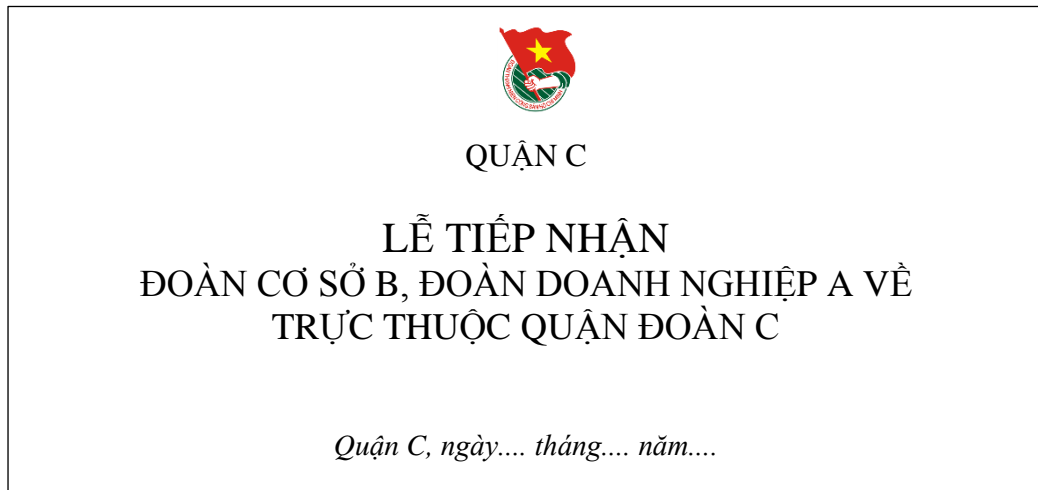 QUẬN C
LỄ TIẾP NHẬN
ĐOÀN CƠ SỞ B, ĐOÀN DOANH NGHIỆP A VỀ
TRỰC THUỘC QUẬN ĐOÀN C
Quận C, ngày.... tháng.... năm....